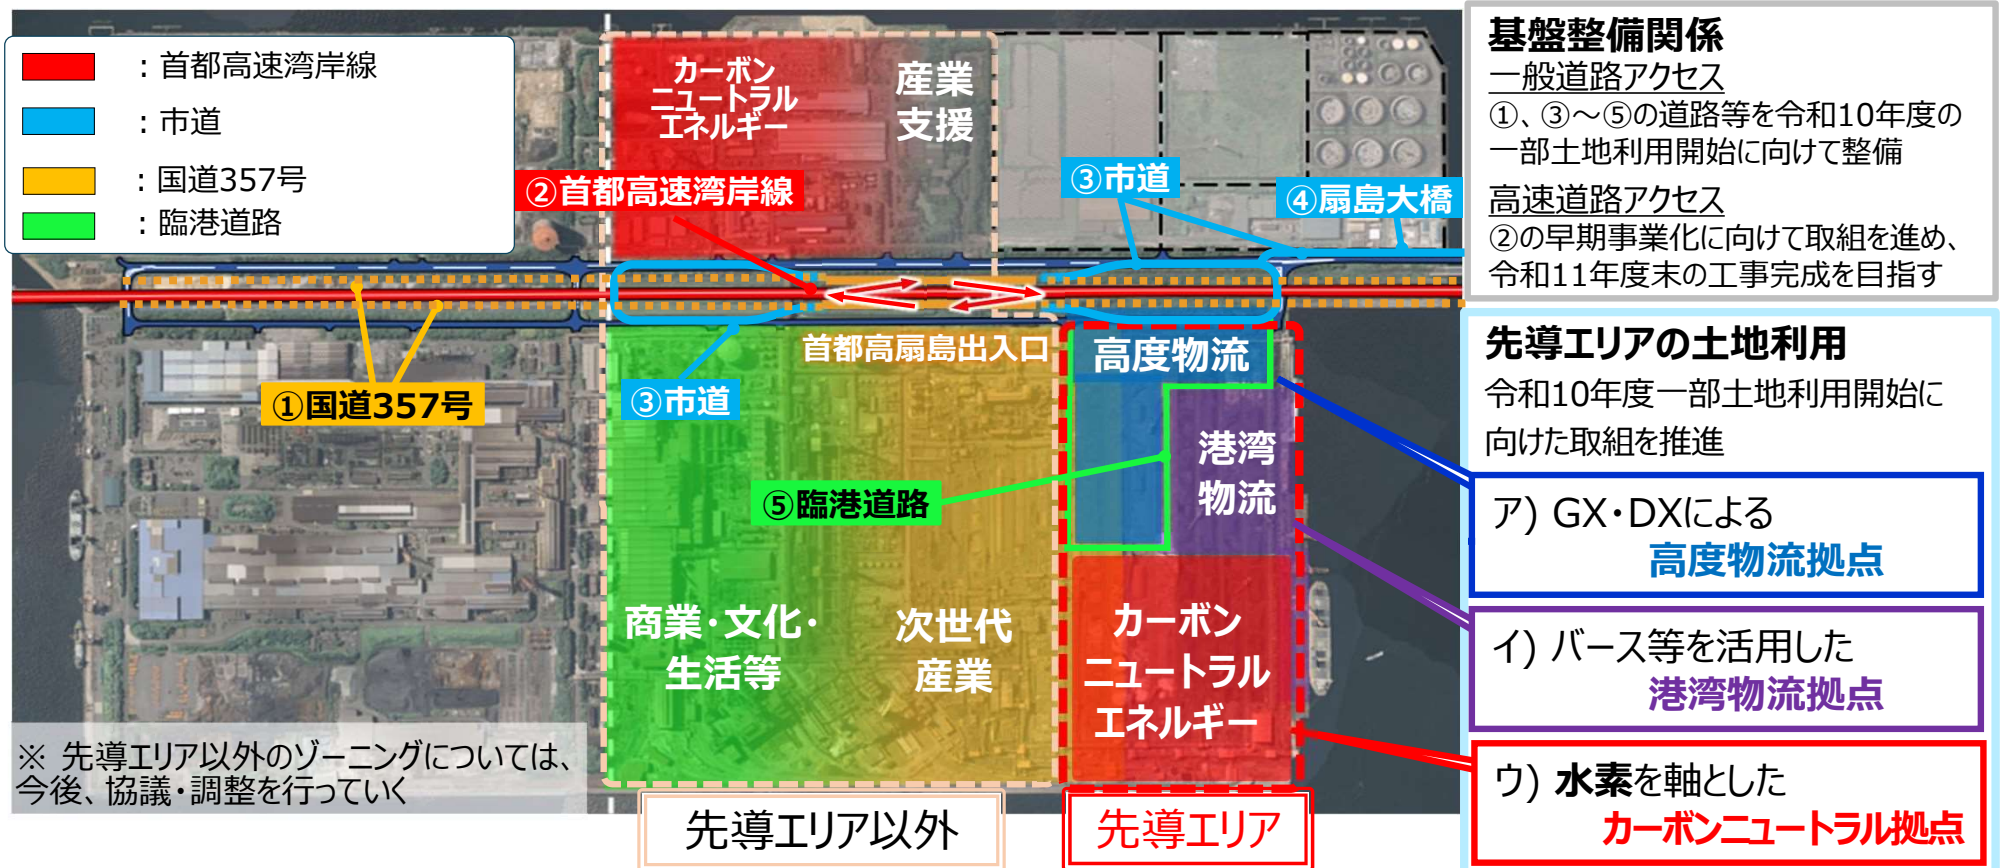 ：首都高速湾岸線
：市道
：国道357号
：臨港道路
カーボン
ニュートラル
エネルギー
産業
支援
②首都高速湾岸線
③市道
④扇島大橋
①国道357号
③市道
首都高扇島出入口
高度物流
港湾
物流
⑤臨港道路
商業・文化・
生活等
次世代
産業
カーボン
ニュートラル
エネルギー
※ 先導エリア以外のゾーニングについては、
今後、協議・調整を行っていく
先導エリア以外
先導エリア
基盤整備関係
一般道路アクセス
①、③～⑤の道路等を令和10年度の
一部土地利用開始に向けて整備
高速道路アクセス
②の早期事業化に向けて取組を進め、
令和11年度末の工事完成を目指す
先導エリアの土地利用
令和10年度一部土地利用開始に
向けた取組を推進
ア) GX・DXによる
高度物流拠点
イ) バース等を活用した
港湾物流拠点
ウ) 水素を軸とした
カーボンニュートラル拠点